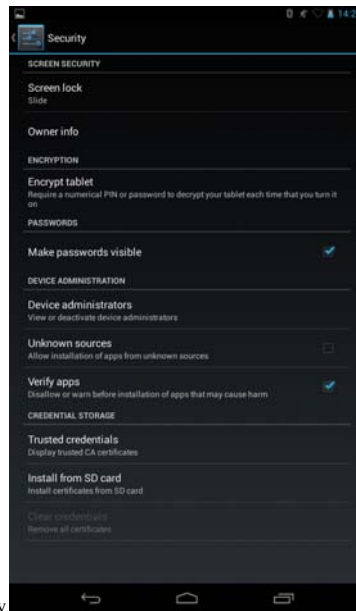 14:2
Security
SCREEN SECURITY
Screen lock
Slide
Owner info
ENCRYPTION
Encrypt tablet
Require a numerical PIN or password to decrypt your tablet each time that you turn it
on
PASSWORDS
Make passwords visible
DEVICE ADMINISTRATION
Device administrators
View or deactivate device administrators
Unknown sources
Allow installation of apps from unknown sources
Verify apps
Disallow or warn before installation of apps that may cause harm
CREDENTIAL STORAGE
Trusted credentials
Display trusted CA certificates
Install from SD card
Install certificates from SD card
Clear credentials
Remove all certificates
y